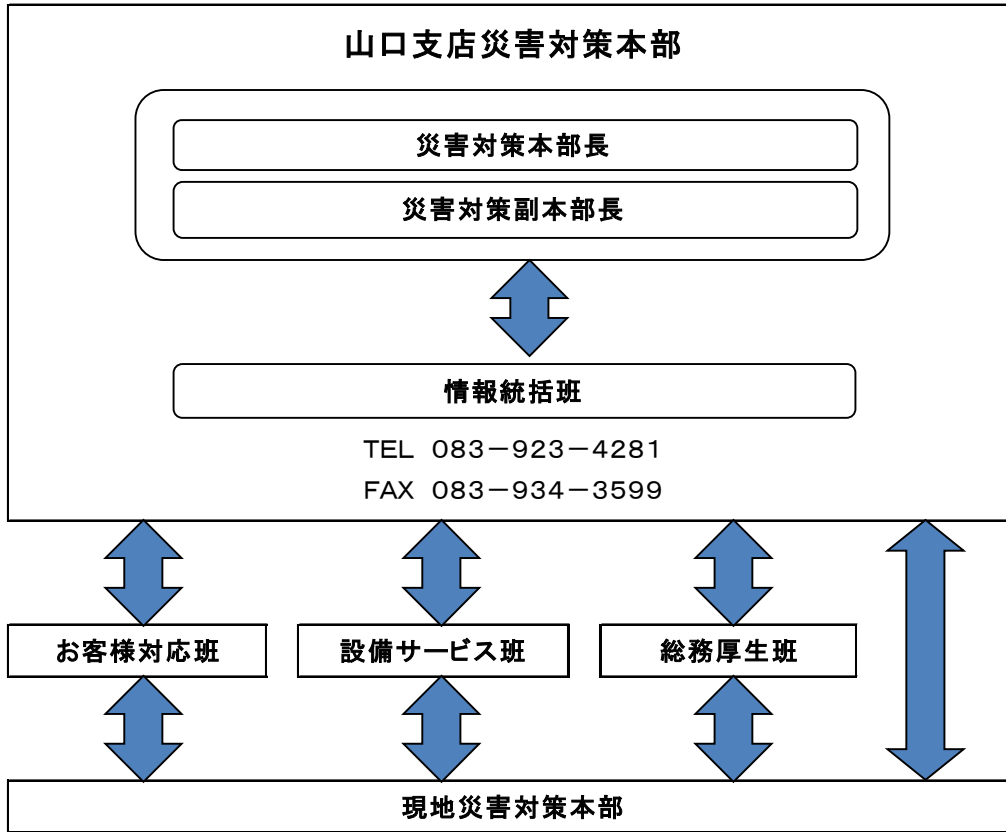 山口支店災害対策本部
災害対策本部長
災害対策副本部長
情報統括班
TEL 083－923－4281
FAX 083－934－3599
お客様対応班
設備サービス班
総務厚生班
現地災害対策本部